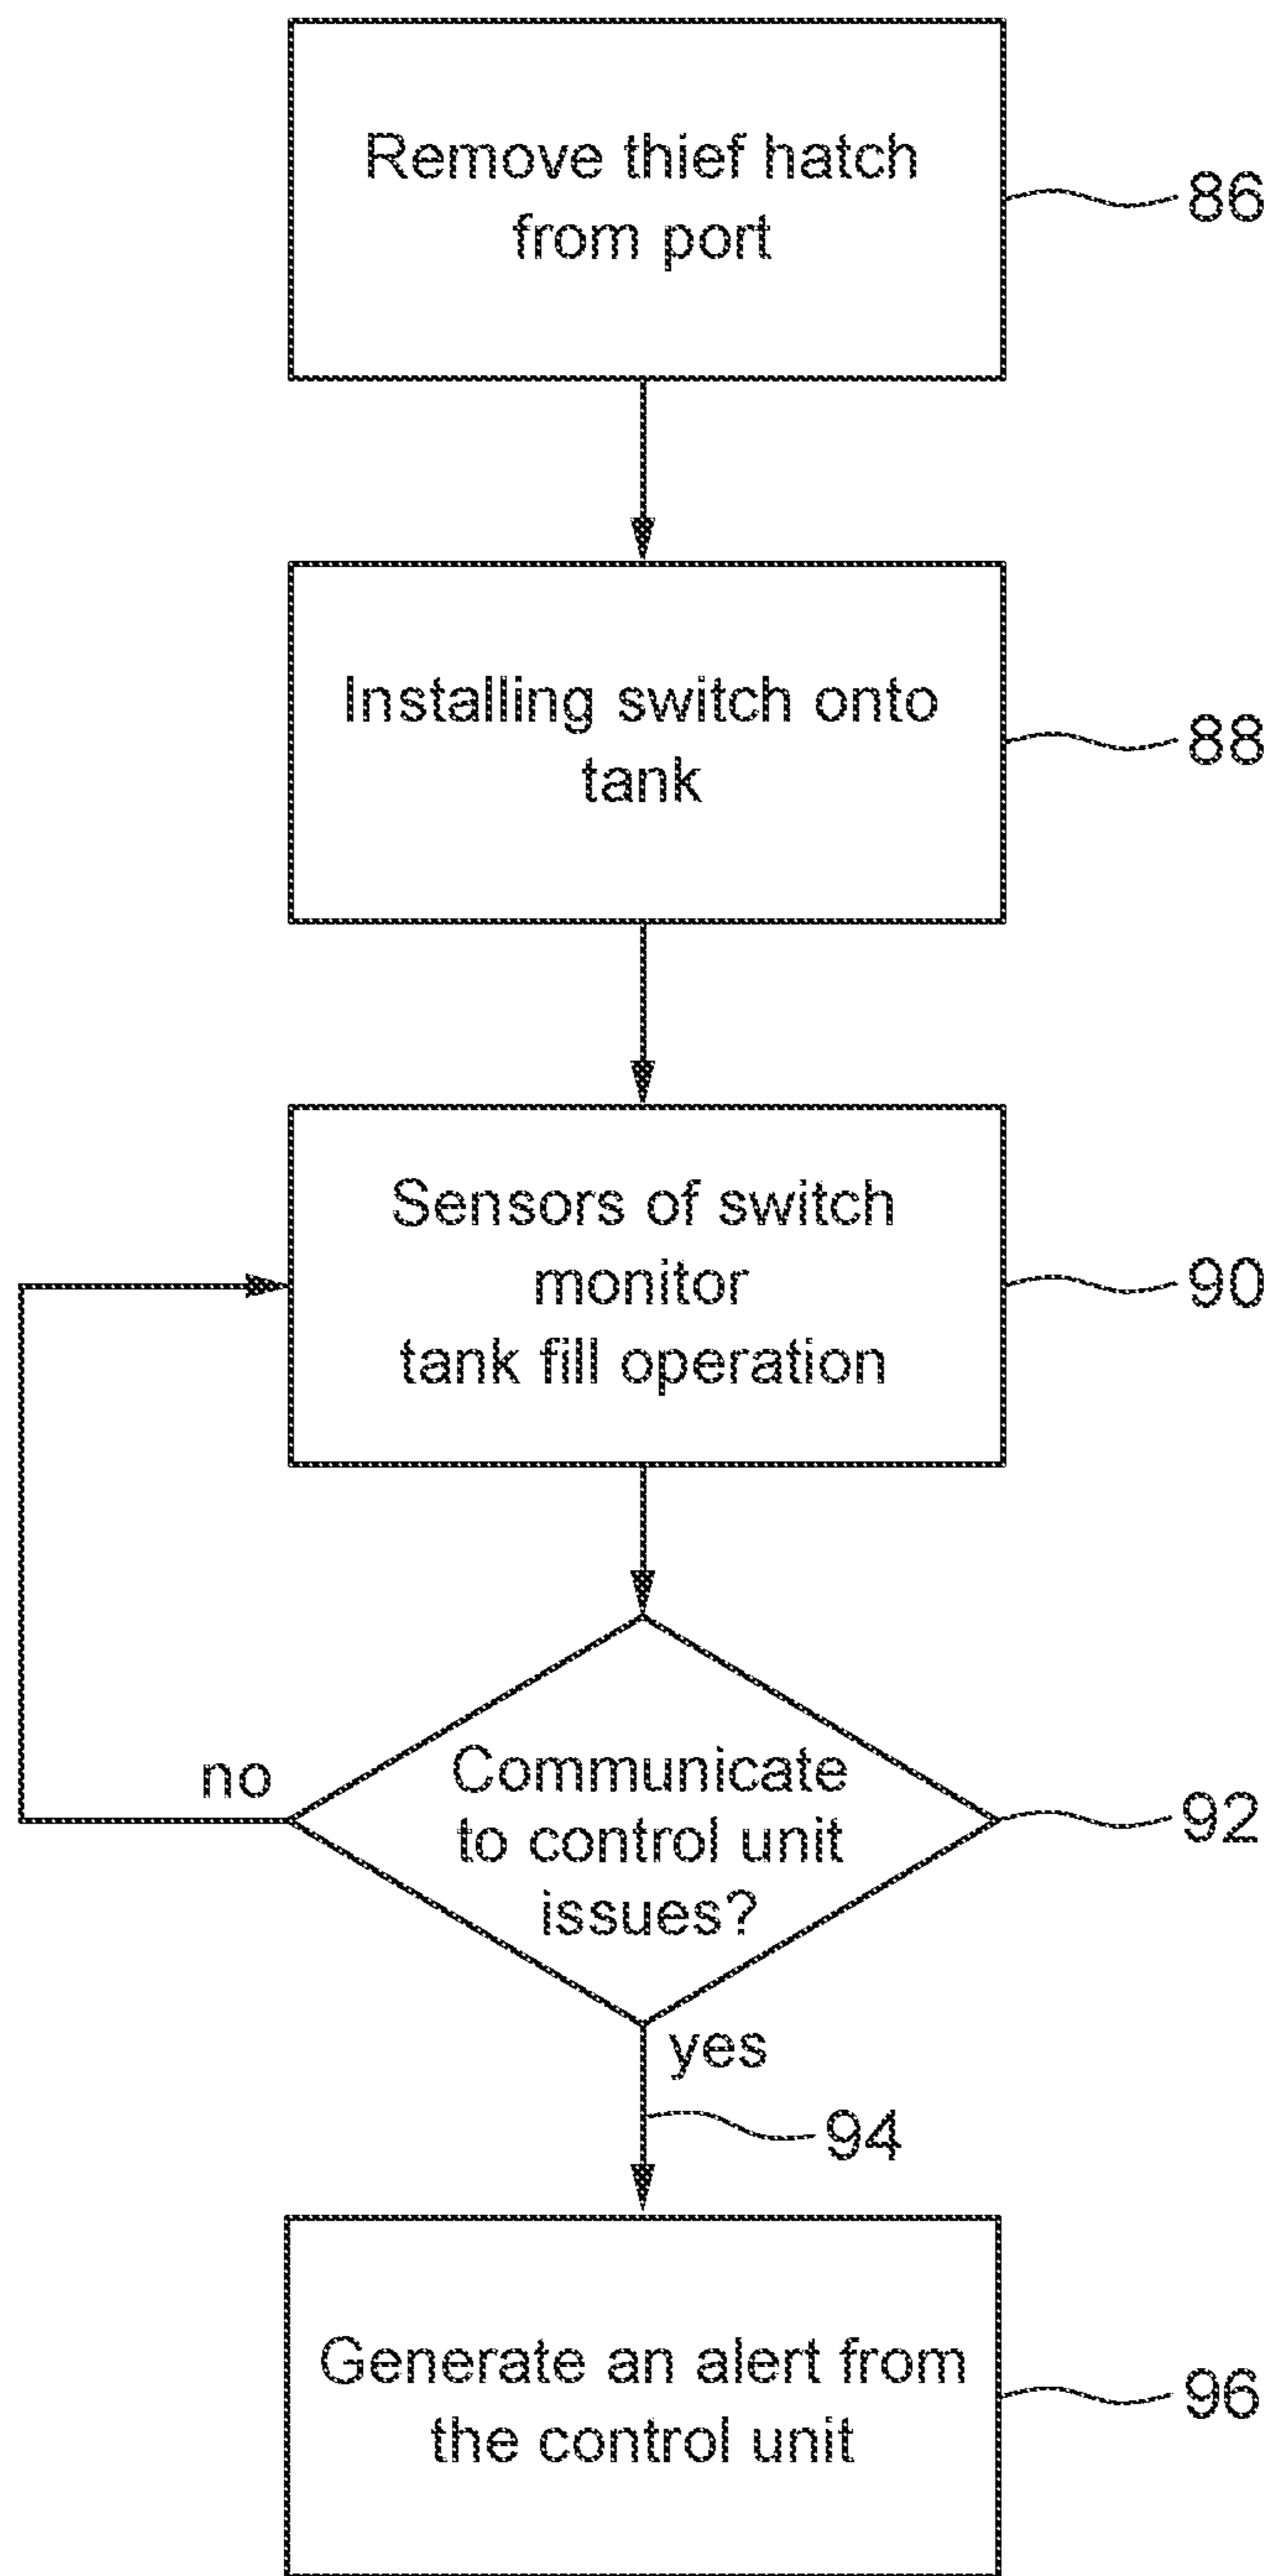 Remove thief hatch
from port
86
Installing switch onto
tank
88
Sensors of switch
monitor
tank fill operation
90
no
Communicate
to control unit
issues?
92
yes
94
Generate an alert from
the control unit
96